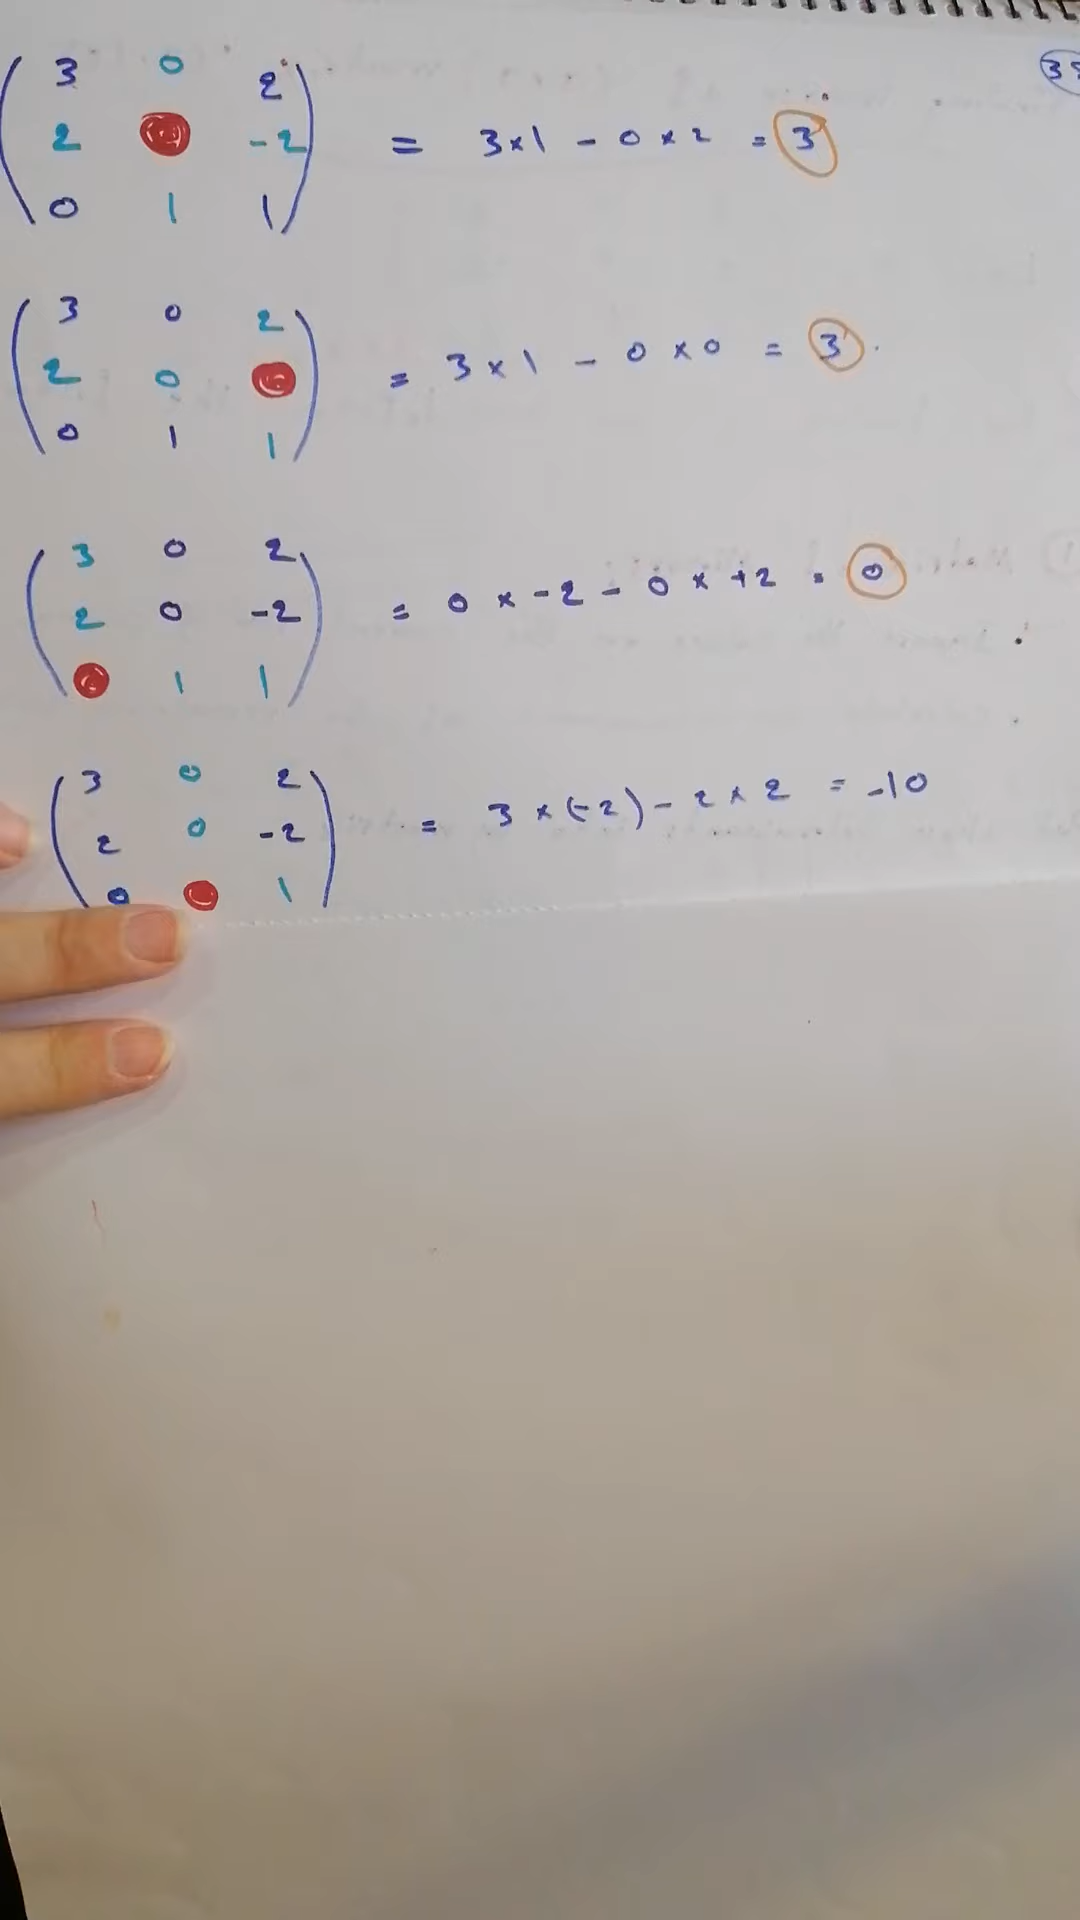 3 0 2
2 -2 = 3×1 - 0×2 = 3
0 1 1
3 0 2
2 0 = 3×1 - 0×0 = 3
0 1 1
3 0 2
2 0 -2 = 0×-2 - 0×+2 = 0
1 1
3 0 2
2 0 -2 = 3×(-2) - 2×2 = -10
0 1